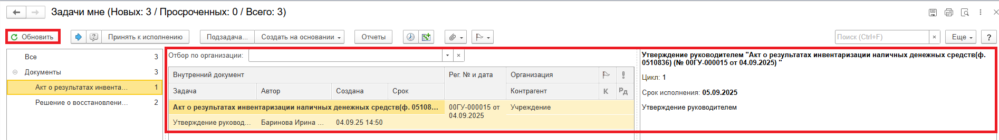 Задачи мне (Новых: 3 / Просроченных: 0 / Всего: 3)
Обновить
Принять к исполнению
Подзадача...
Создать на основании
Отчеты
Поиск (Ctrl+F)
×
Еще
?
Все 3
Документы 3
Акт о результатах инвента... 1
Решение о восстановлени... 2
Отбор по организации:
×
Внутренний документ
Рег. № и дата
Организация
Задача
Автор
Создана
Срок
Контрагент
К
Рд
Акт о результатах инвентаризации наличных денежных средств(ф. 05108...
00ГУ-000015 от
04.09.2025
Учреждение
Утверждение руковод...
Баринова Ирина ...
04.09.25 14:50
Утверждение руководителем "Акт о результатах инвентаризации наличных денежных средств(ф.
0510836) (№ 00ГУ-000015 от 04.09.2025) "
Цикл: 1
Срок исполнения: 05.09.2025
Утверждение руководителем